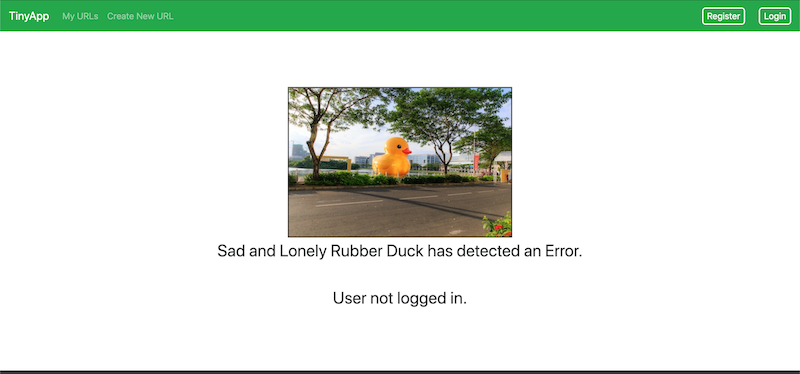 TinyApp My URLs Create New URL Register Login
Sad and Lonely Rubber Duck has detected an Error.
User not logged in.